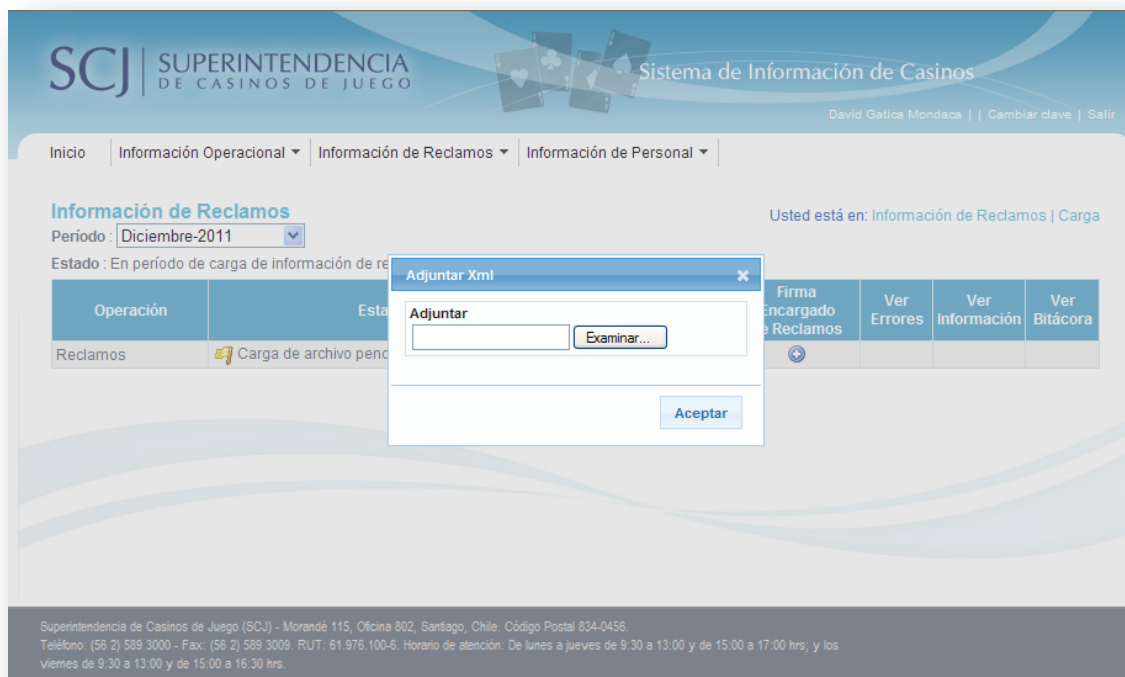 SCJ SUPERINTENDENCIA
DE CASINOS DE JUEGO
Sistema de Información de Casinos
David Gatica Mondaca | | Cambiar clave | Salir
Inicio Información Operacional Información de Reclamos Información de Personal
Información de Reclamos
Usted está en: Información de Reclamos | Carga
Período : Diciembre-2011
Estado : En período de carga de información de re
Adjuntar Xml
Adjuntar
Examinar...
Aceptar
Operación Esta Firma Encargado e Reclamos Ver Errores Ver Información Ver Bitácora
Reclamos Carga de archivo penc
Superintendencia de Casinos de Juego (SCJ) - Morandé 115, Oficina 802, Santiago, Chile. Código Postal 834-0456.
Teléfono: (56 2) 589 3000 - Fax: (56 2) 589 3009. RUT: 61.976.100-6. Horario de atención: De lunes a jueves de 9:30 a 13:00 y de 15:00 a 17:00 hrs; y los
viernes de 9:30 a 13:00 y de 15:00 a 16:30 hrs.